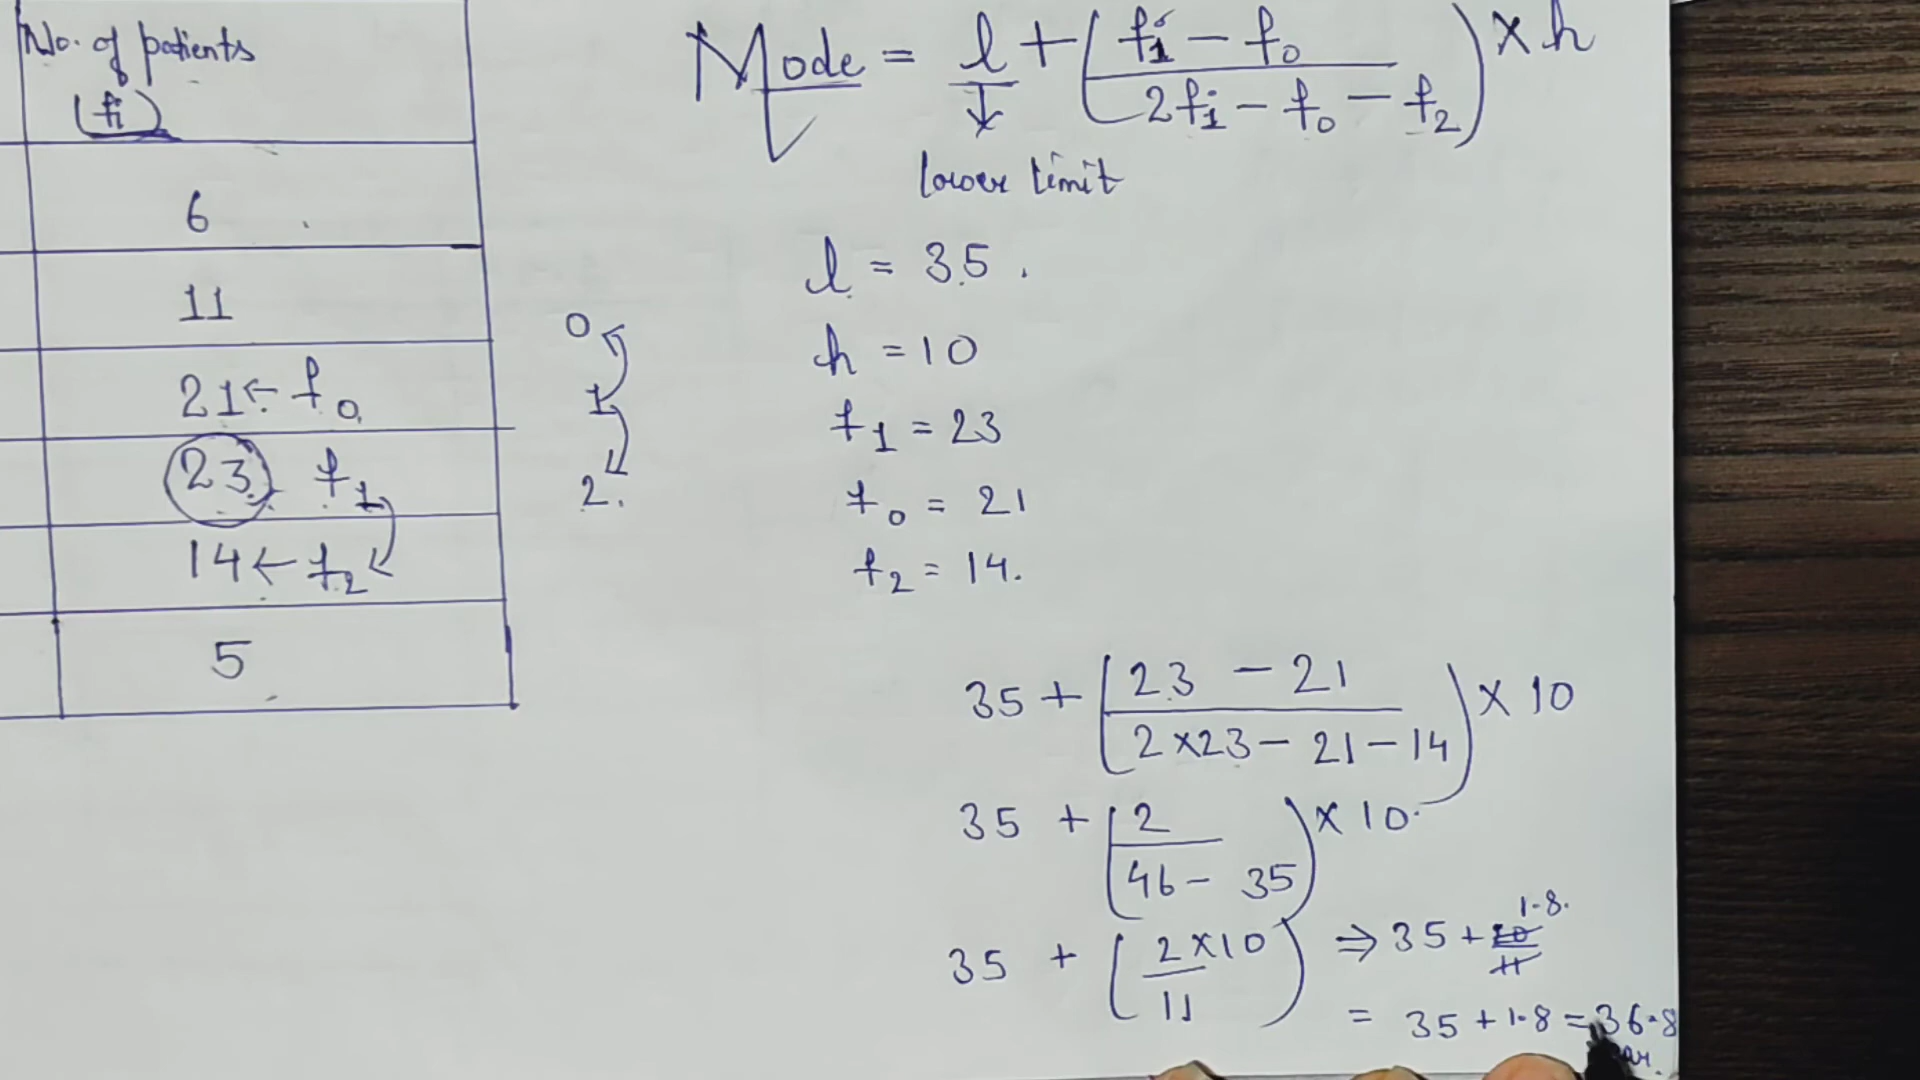 No. of patients
(fi)
6
11
21 ← f₀
23 f₁
14 ← f₂
5
0
1
2.
Mode = l + (f₁ - f₀ / 2f₁ - f₀ - f₂) × h
lower limit
l = 35.
h = 10
f₁ = 23
f₀ = 21
f₂ = 14.
35 + (23 - 21 / 2×23 - 21 - 14) × 10
35 + (2 / 46 - 35) × 10.
35 + (2×10 / 11) ⇒ 35 + 20/11 1.8.
= 35 + 1.8 = 36.8